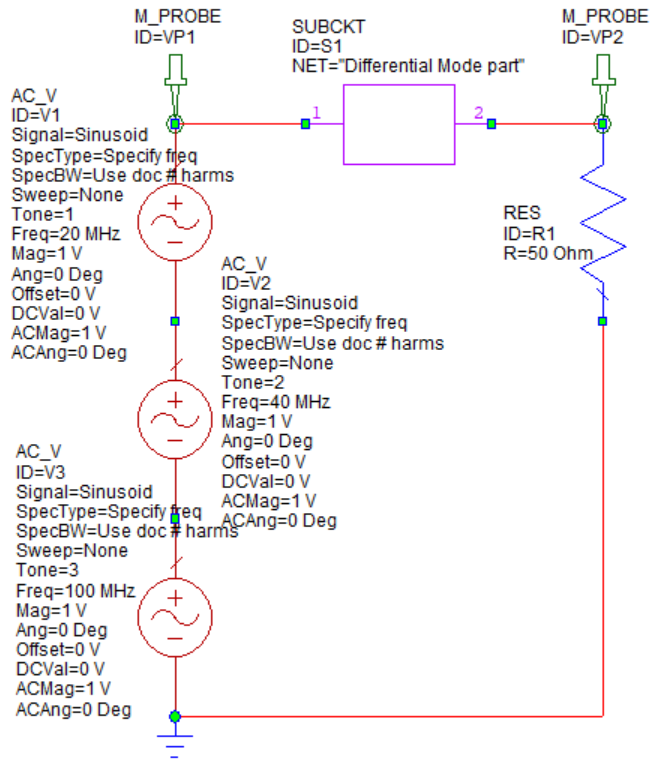 M_PROBE
ID=VP1
SUBCKT
ID=S1
NET="Differential Mode part"
M_PROBE
ID=VP2
1
2
AC_V
ID=V1
Signal=Sinusoid
SpecType=Specify freq
SpecBW=Use doc # harms
Sweep=None
Tone=1
Freq=20 MHz
Mag=1 V
Ang=0 Deg
Offset=0 V
DCVal=0 V
ACMag=1 V
ACAng=0 Deg
RES
ID=R1
R=50 Ohm
AC_V
ID=V2
Signal=Sinusoid
SpecType=Specify freq
SpecBW=Use doc # harms
Sweep=None
Tone=2
Freq=40 MHz
Mag=1 V
Ang=0 Deg
Offset=0 V
DCVal=0 V
ACMag=1 V
ACAng=0 Deg
AC_V
ID=V3
Signal=Sinusoid
SpecType=Specify freq
SpecBW=Use doc # harms
Sweep=None
Tone=3
Freq=100 MHz
Mag=1 V
Ang=0 Deg
Offset=0 V
DCVal=0 V
ACMag=1 V
ACAng=0 Deg